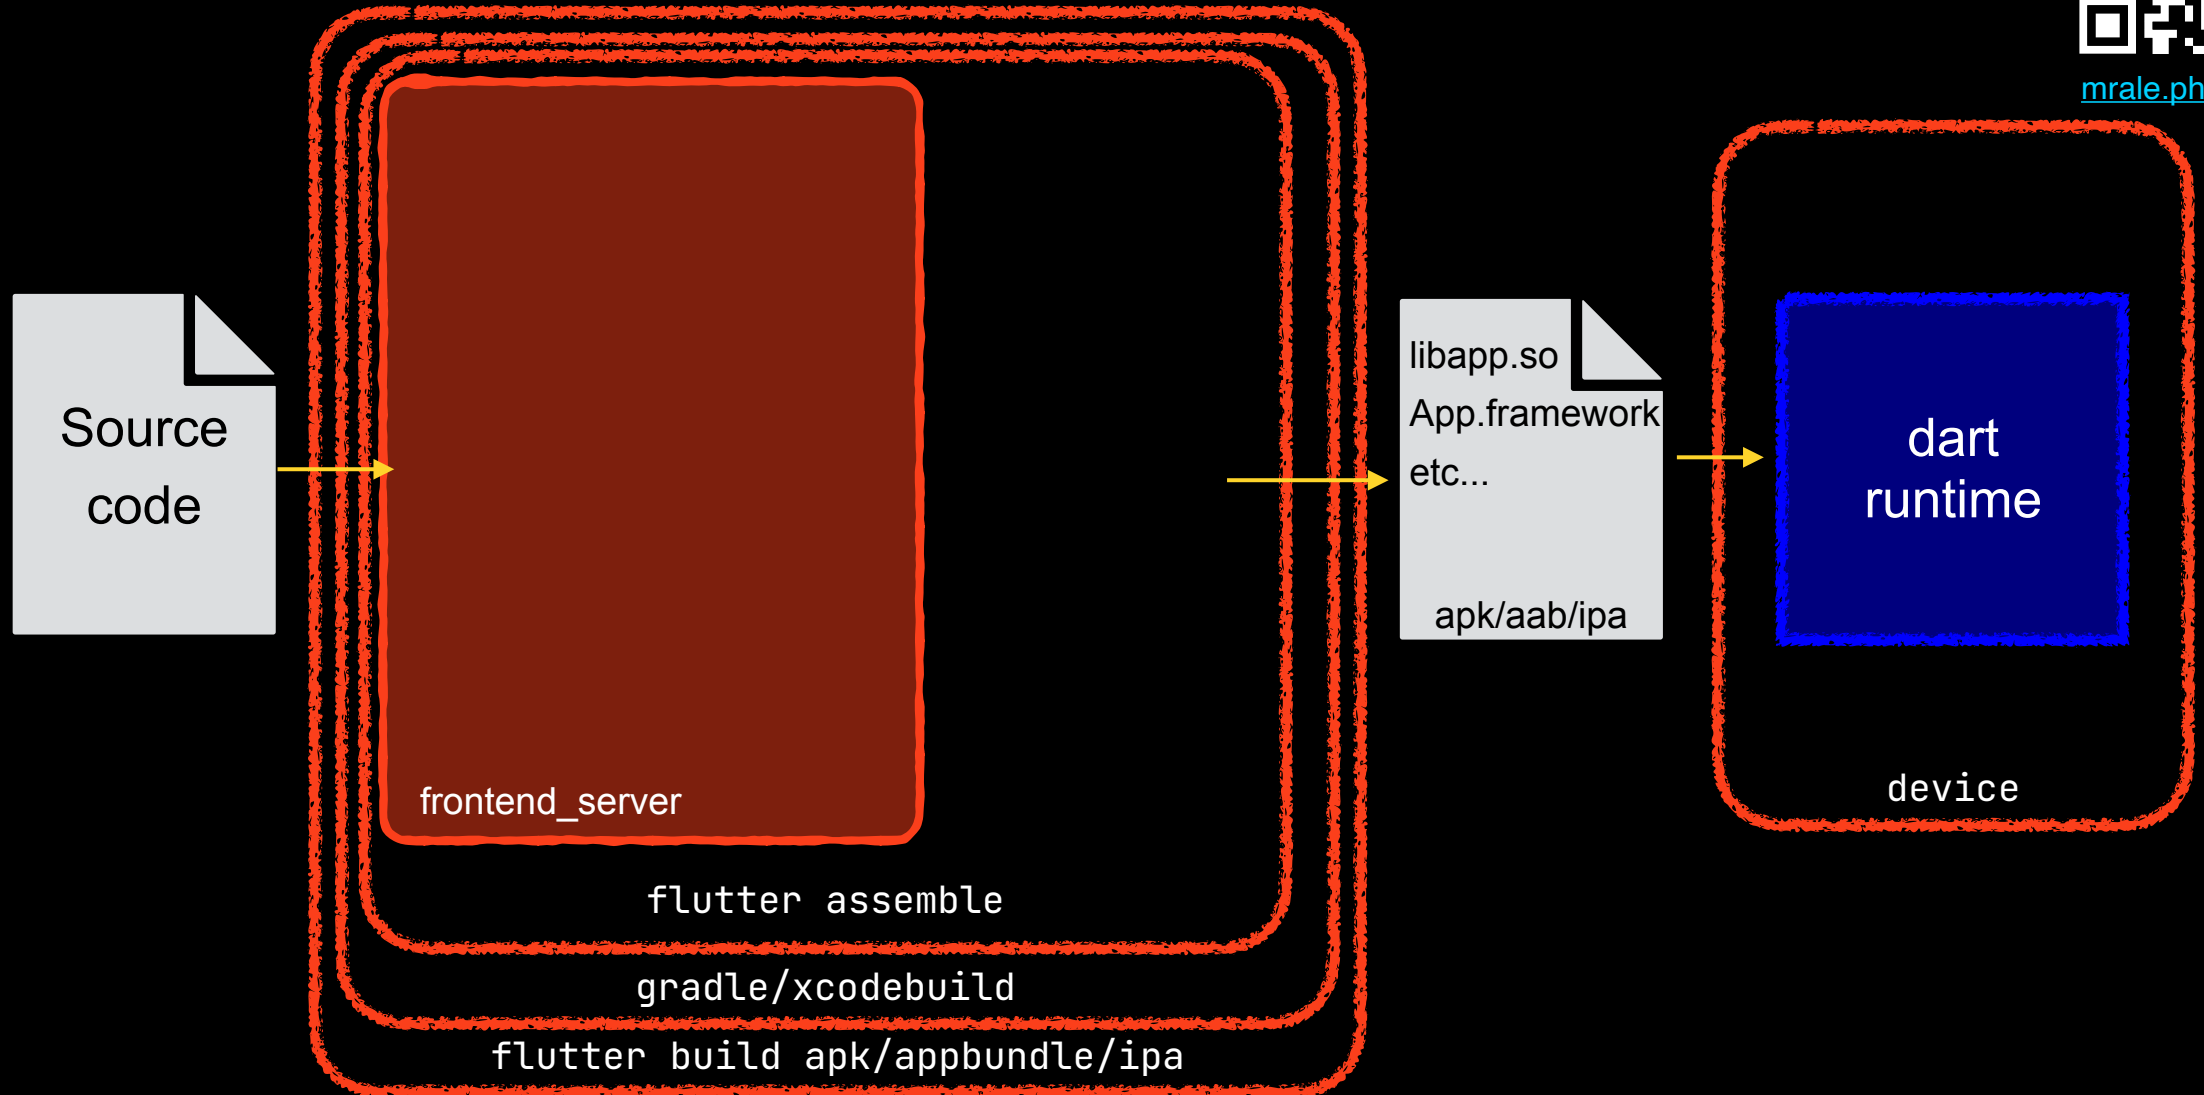 mrale.ph
Source
code
libapp.so
App.framework
etc...
apk/aab/ipa
dart
runtime
device
frontend_server
flutter assemble
gradle/xcodebuild
flutter build apk/appbundle/ipa